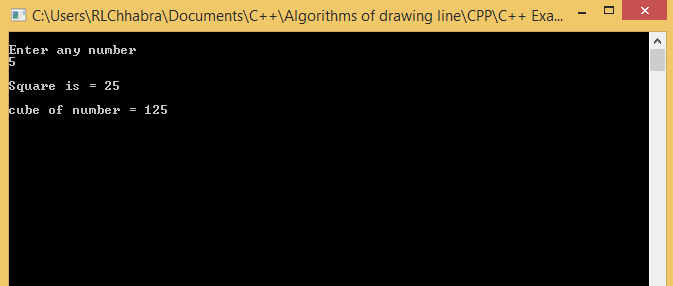 C:\Users\RLChhabra\Documents\C++\Algorithms of drawing line\CPP\C++ Exa...
Enter any number
5
Square is = 25
cube of number = 125